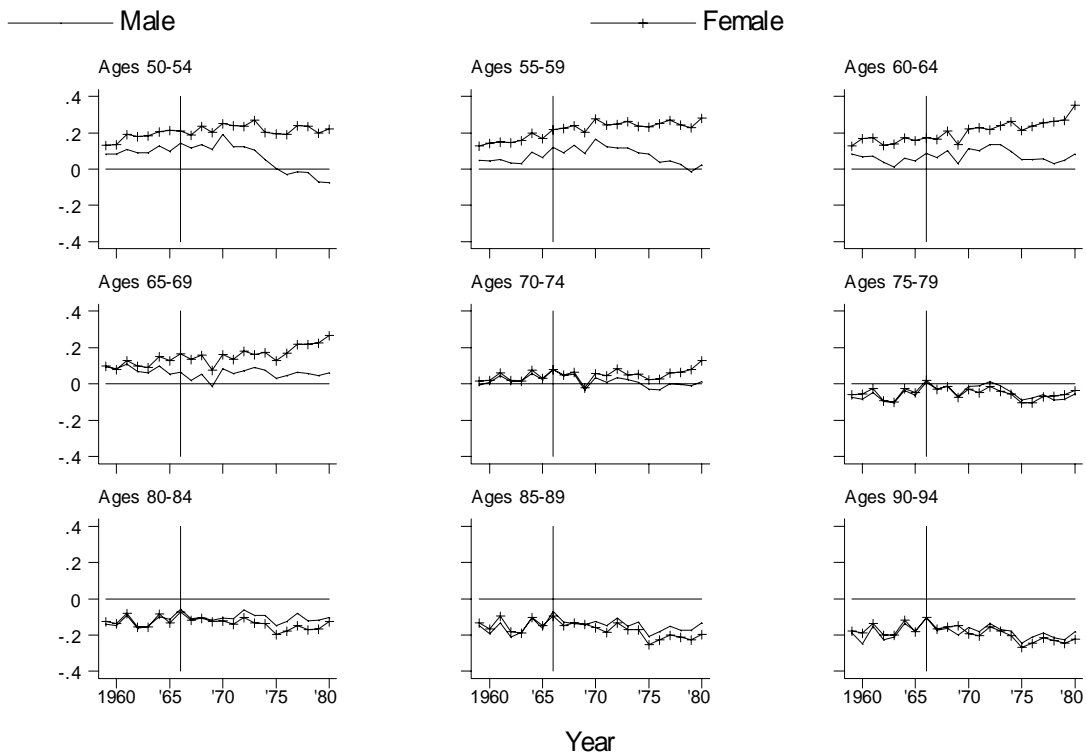 Male Female
Ages 50-54 Ages 55-59 Ages 60-64
.4
.2
0
-.2
-.4
Ages 65-69 Ages 70-74 Ages 75-79
.4
.2
0
-.2
-.4
Ages 80-84 Ages 85-89 Ages 90-94
.4
.2
0
-.2
-.4
1960 '65 '70 '75 '80 1960 '65 '70 '75 '80 1960 '65 '70 '75 '80
Year